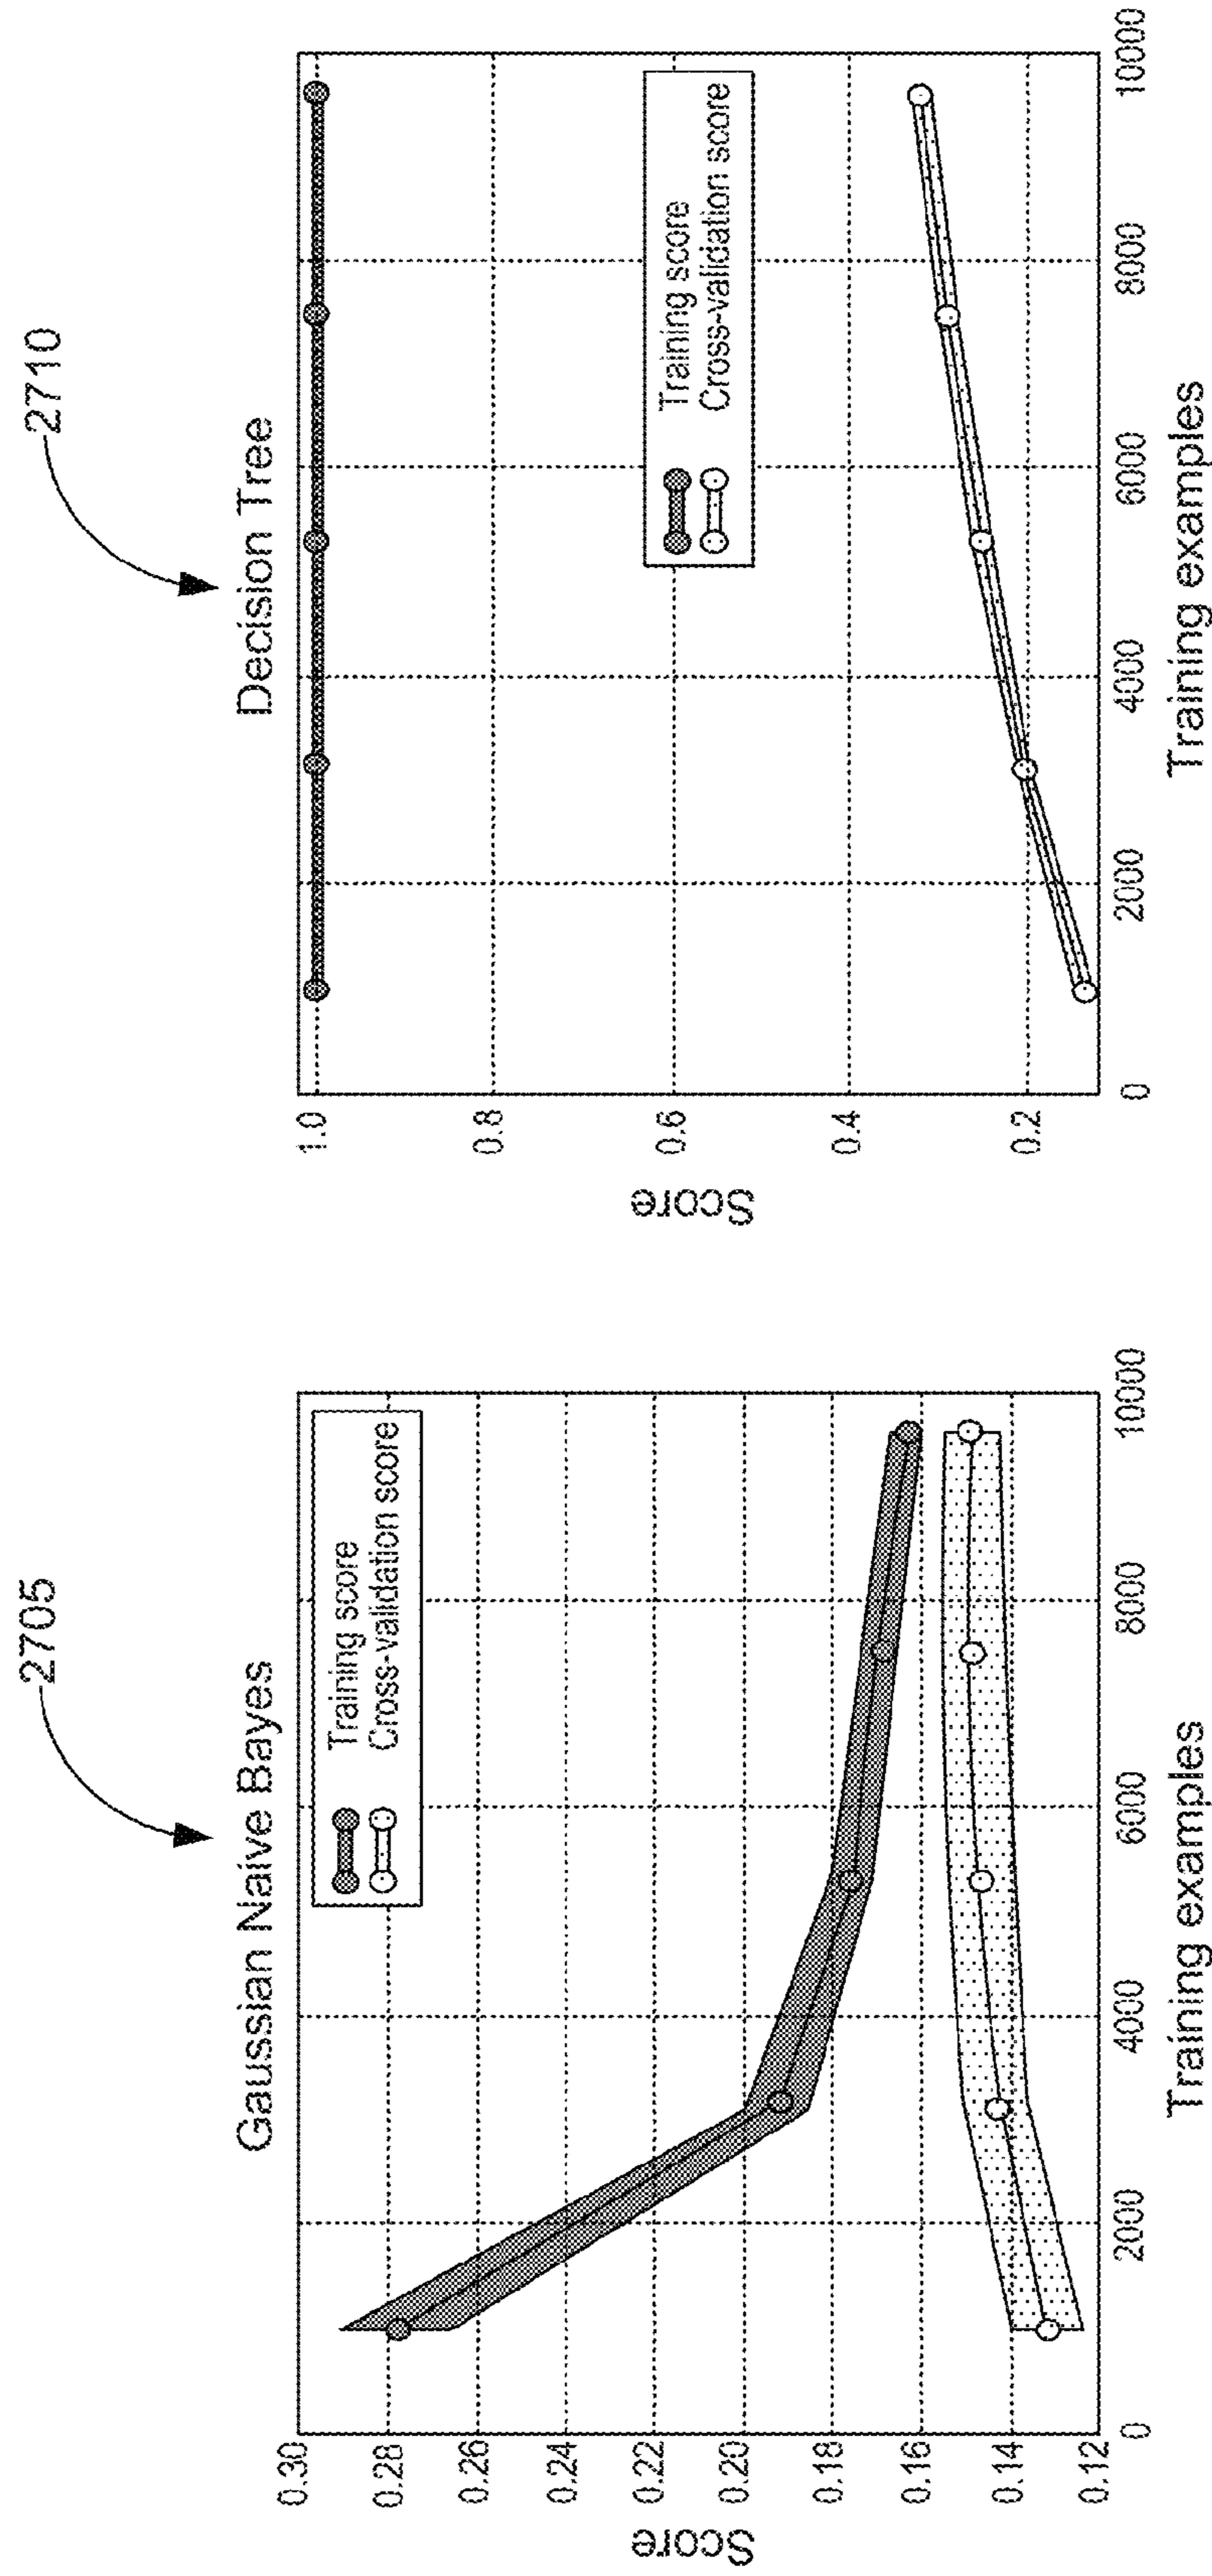 2705
Gaussian Naive Bayes
Training score
Cross-validation score
Score
0.30
0.28
0.26
0.24
0.22
0.20
0.18
0.16
0.14
0.12
0
2000
4000
6000
8000
10000
Training examples
2710
Decision Tree
Training score
Cross-validation score
Score
1.0
0.8
0.6
0.4
0.2
0
2000
4000
6000
8000
10000
Training examples